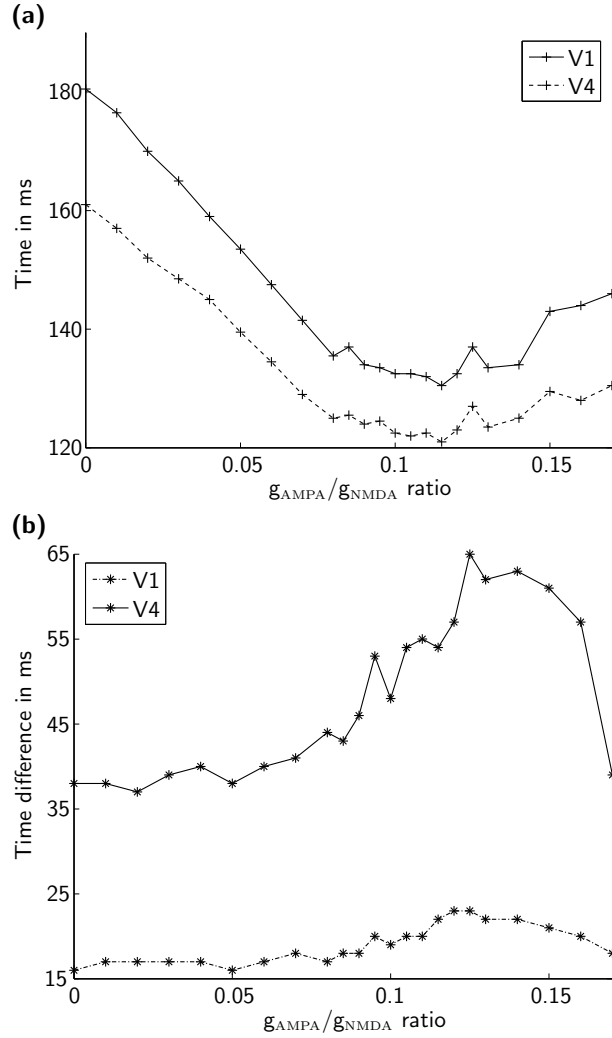 (a)
V1
V4
180
160
140
120
Time in ms
0
0.05
0.1
0.15
gAMPA/gNMDA ratio
(b)
V1
V4
65
55
45
35
25
15
Time difference in ms
0
0.05
0.1
0.15
gAMPA/gNMDA ratio